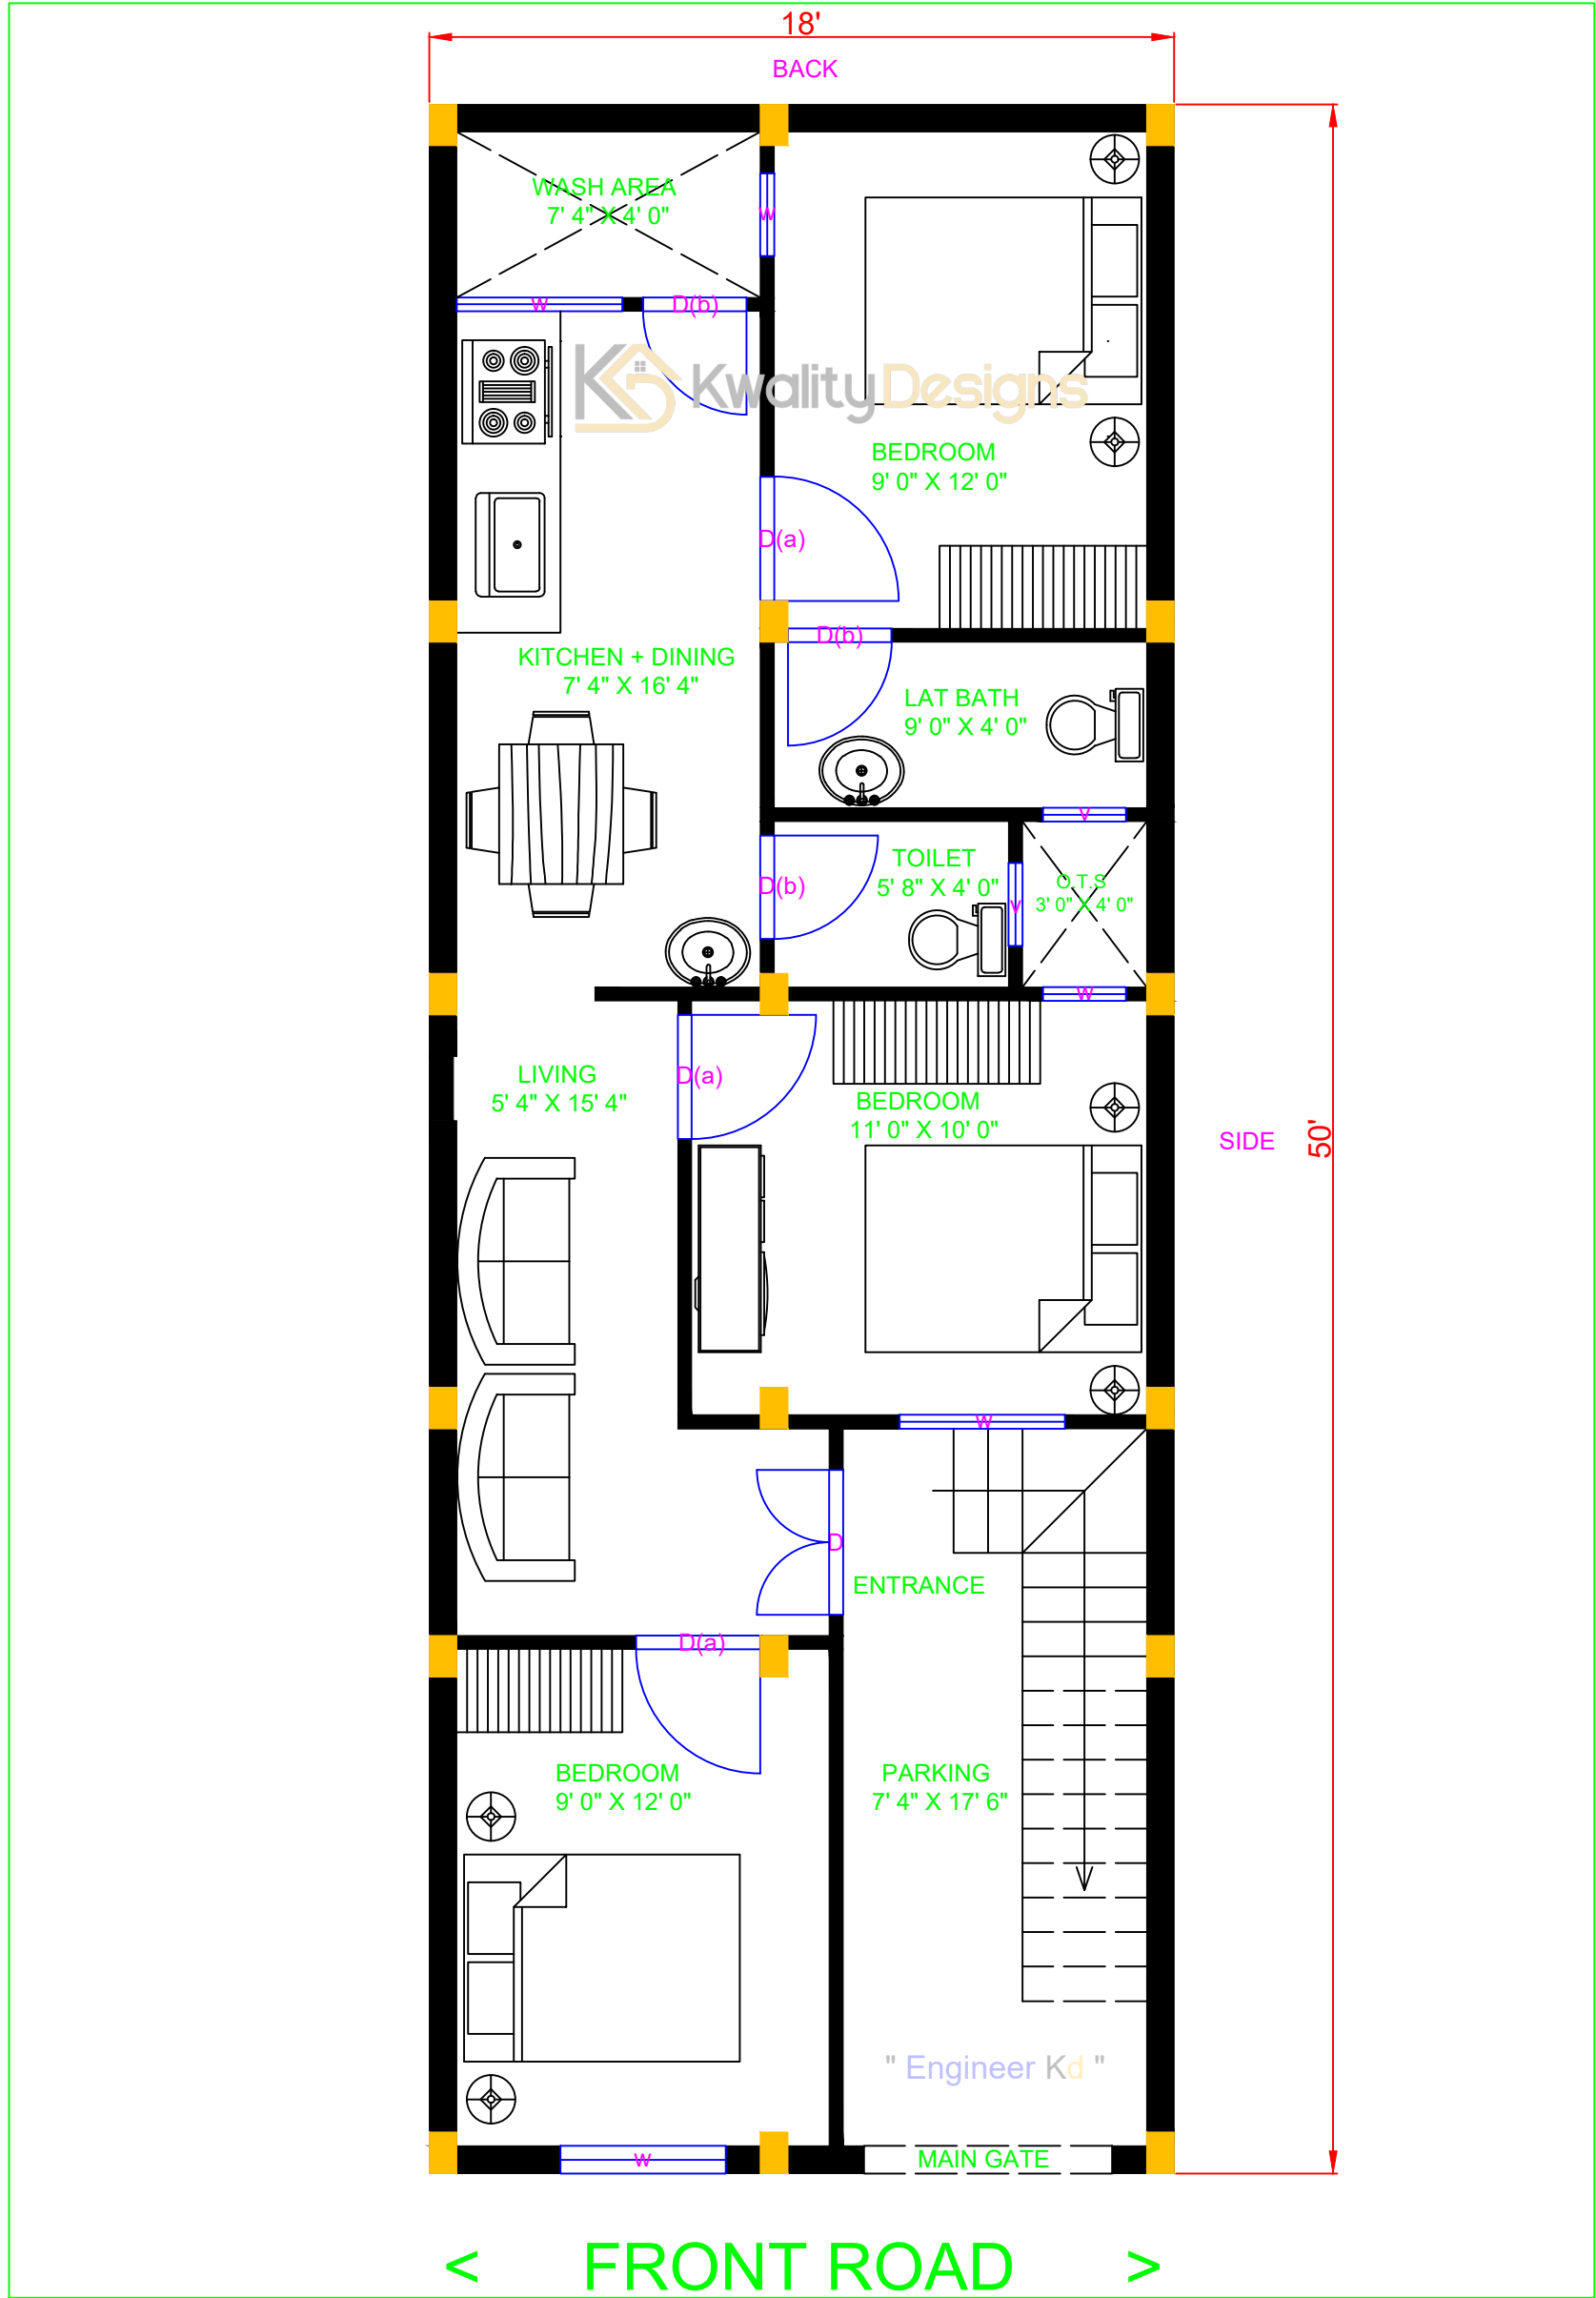 18'
BACK
WASH AREA
7' 4" X 4' 0"
W
W
D(b)
KwalityDesigns
BEDROOM
9' 0" X 12' 0"
D(a)
D(b)
KITCHEN + DINING
7' 4" X 16' 4"
LAT BATH
9' 0" X 4' 0"
V
TOILET
5' 8" X 4' 0"
D(b)
V
O.T.S
3' 0" X 4' 0"
W
LIVING
5' 4" X 15' 4"
D(a)
BEDROOM
11' 0" X 10' 0"
SIDE
50'
W
D
ENTRANCE
D(a)
BEDROOM
9' 0" X 12' 0"
PARKING
7' 4" X 17' 6"
" Engineer Kd "
W
MAIN GATE
< FRONT ROAD >